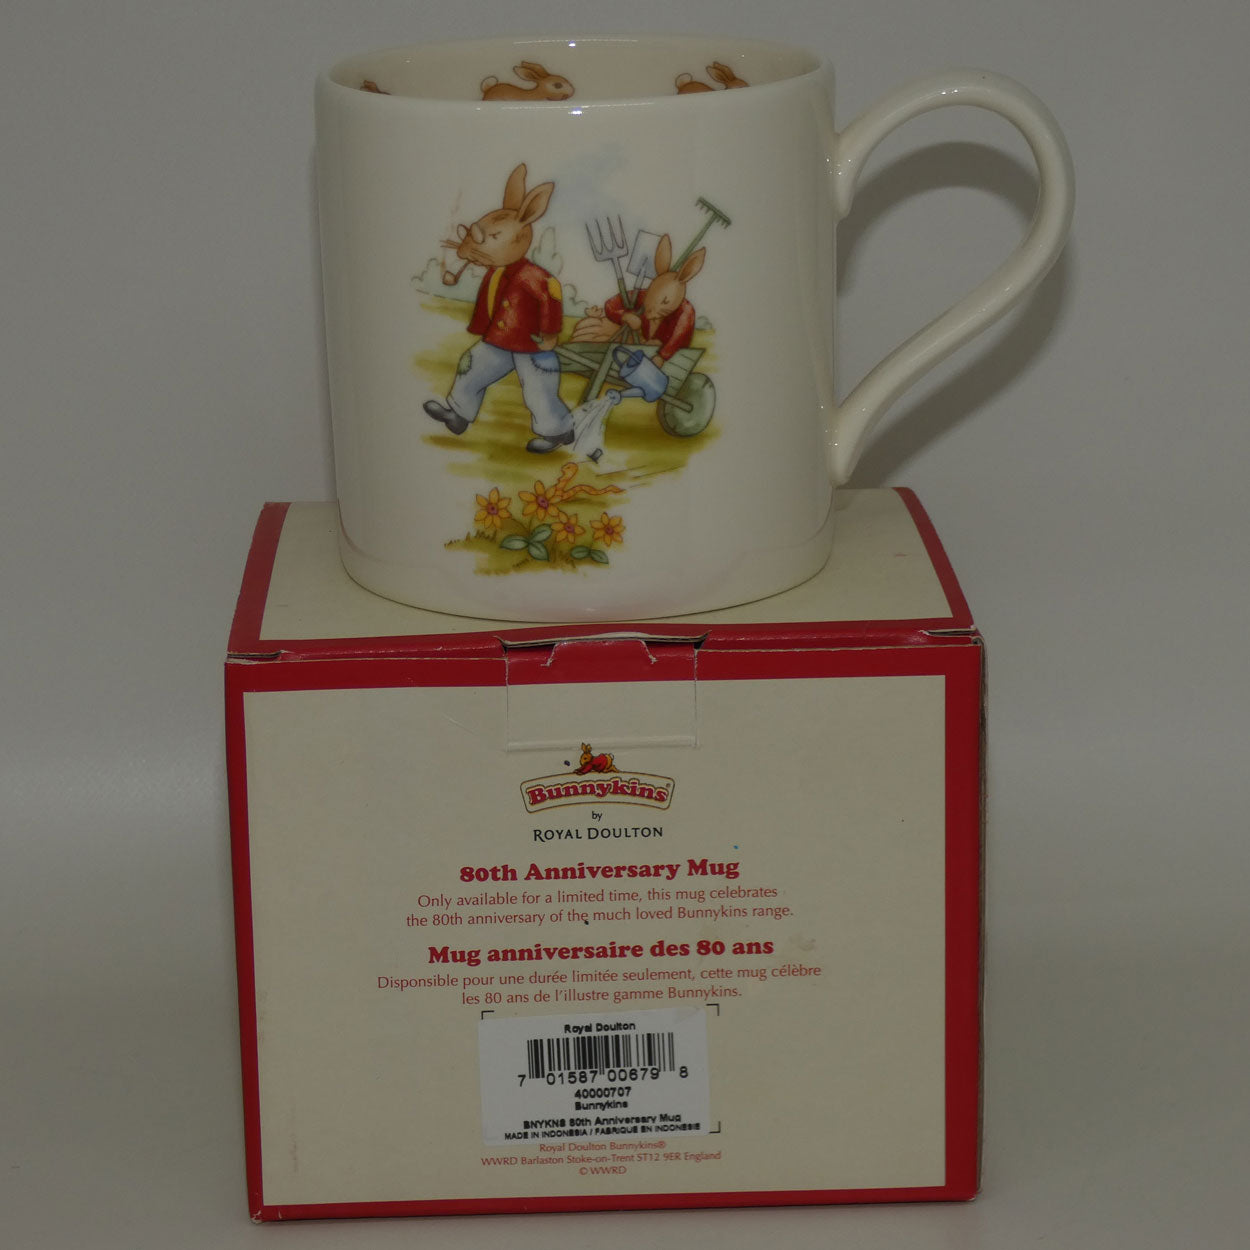 Bunnykins®
by
ROYAL DOULTON
80th Anniversary Mug
Only available for a limited time, this mug celebrates
the 80th anniversary of the much loved Bunnykins range.
Mug anniversaire des 80 ans
Disponsible pour une durée limitée seulement, cette mug célèbre
les 80 ans de l'illustre gamme Bunnykins.
Royal Doulton
7 01587 00679 8
40000707
Bunnykins
BNYKNS 80th Anniversary Mug
MADE IN INDONESIA / FABRIQUE EN INDONESIE
Royal Doulton Bunnykins®
WWRD Barlaston Stoke-on-Trent ST12 9ER England
© WWRD